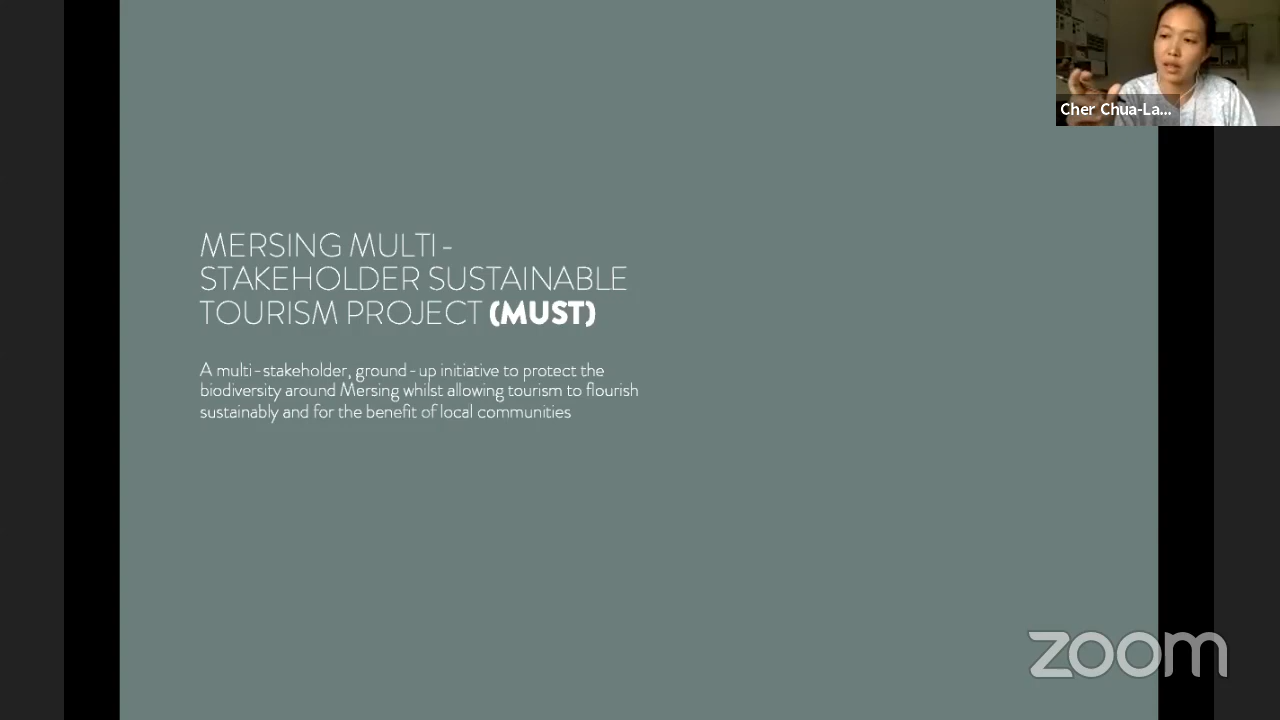 Cher Chua-La...
MERSING MULTI-
STAKEHOLDER SUSTAINABLE
TOURISM PROJECT (MUST)
A multi-stakeholder, ground-up initiative to protect the
biodiversity around Mersing whilst allowing tourism to flourish
sustainably and for the benefit of local communities
zoom